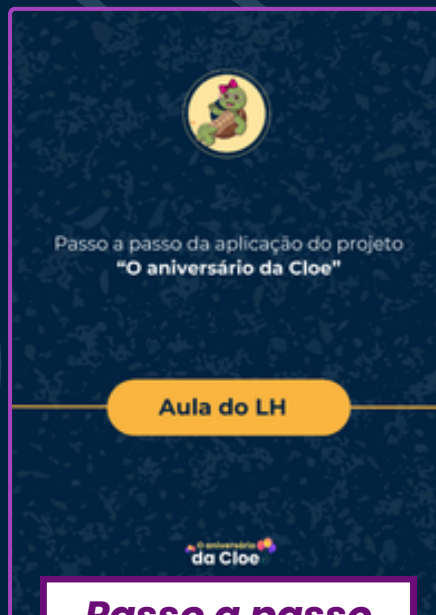 Passo a passo da aplicação do projeto
“O aniversário da Cloe”
Aula do LH
O aniversário
da Cloe
Passo a passo